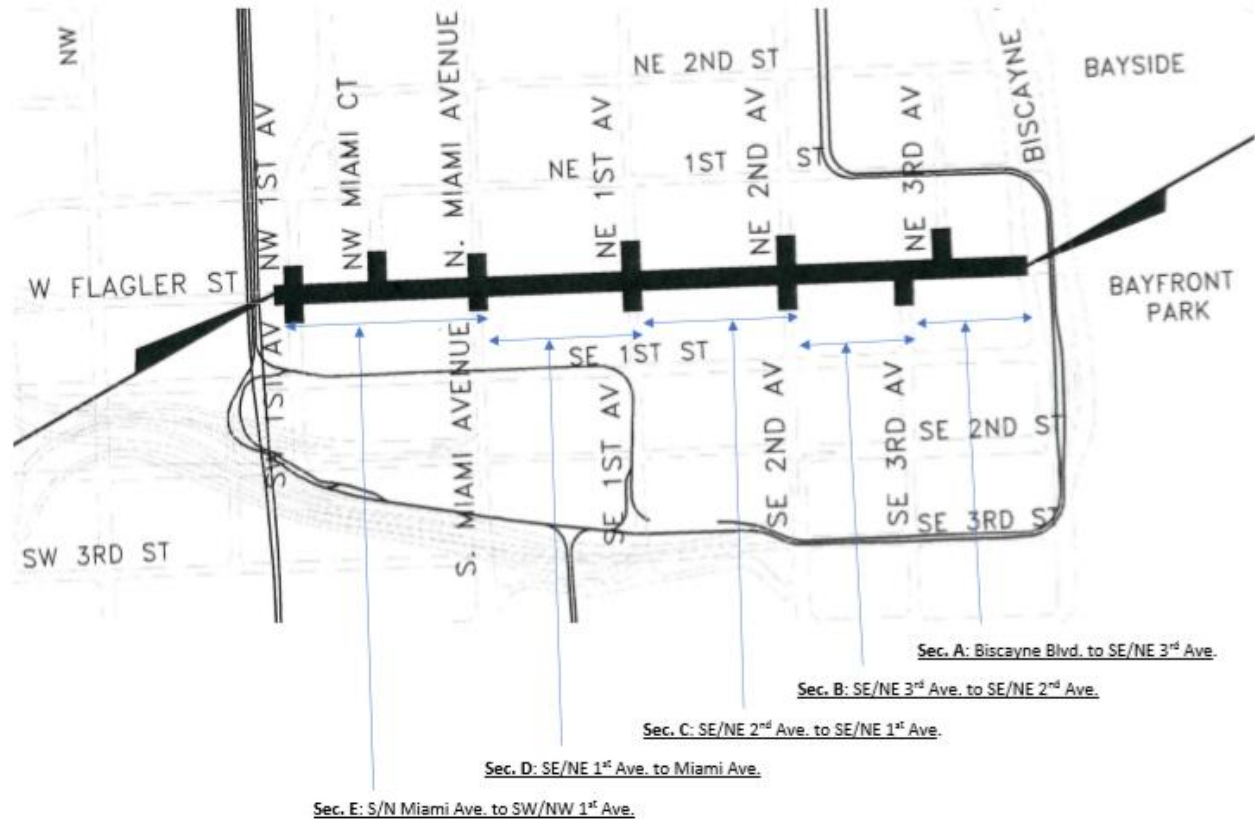 NW
NW 1ST AV
NW MIAMI CT
N. MIAMI AVENUE
NE 2ND ST
NE 1ST AV
NE 1ST ST
NE 2ND AV
NE 3RD AV
BISCAYNE
BAYSIDE
W FLAGLER ST
BAYFRONT
PARK
SW 1ST AV
S. MIAMI AVENUE
SE 1ST ST
SE 1ST AV
SE 2ND AV
SE 3RD AV
SE 2ND ST
SE 3RD ST
SW 3RD ST
Sec. A: Biscayne Blvd. to SE/NE 3rd Ave.
Sec. B: SE/NE 3rd Ave. to SE/NE 2nd Ave.
Sec. C: SE/NE 2nd Ave. to SE/NE 1st Ave.
Sec. D: SE/NE 1st Ave. to Miami Ave.
Sec. E: S/N Miami Ave. to SW/NW 1st Ave.